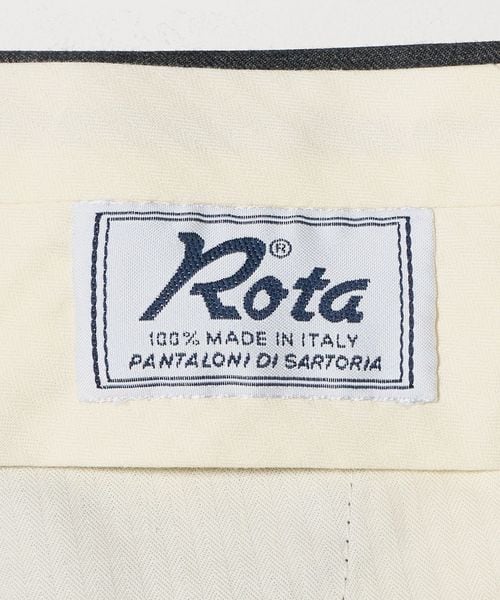 Rota®
100% MADE IN ITALY
PANTALONI DI SARTORIA